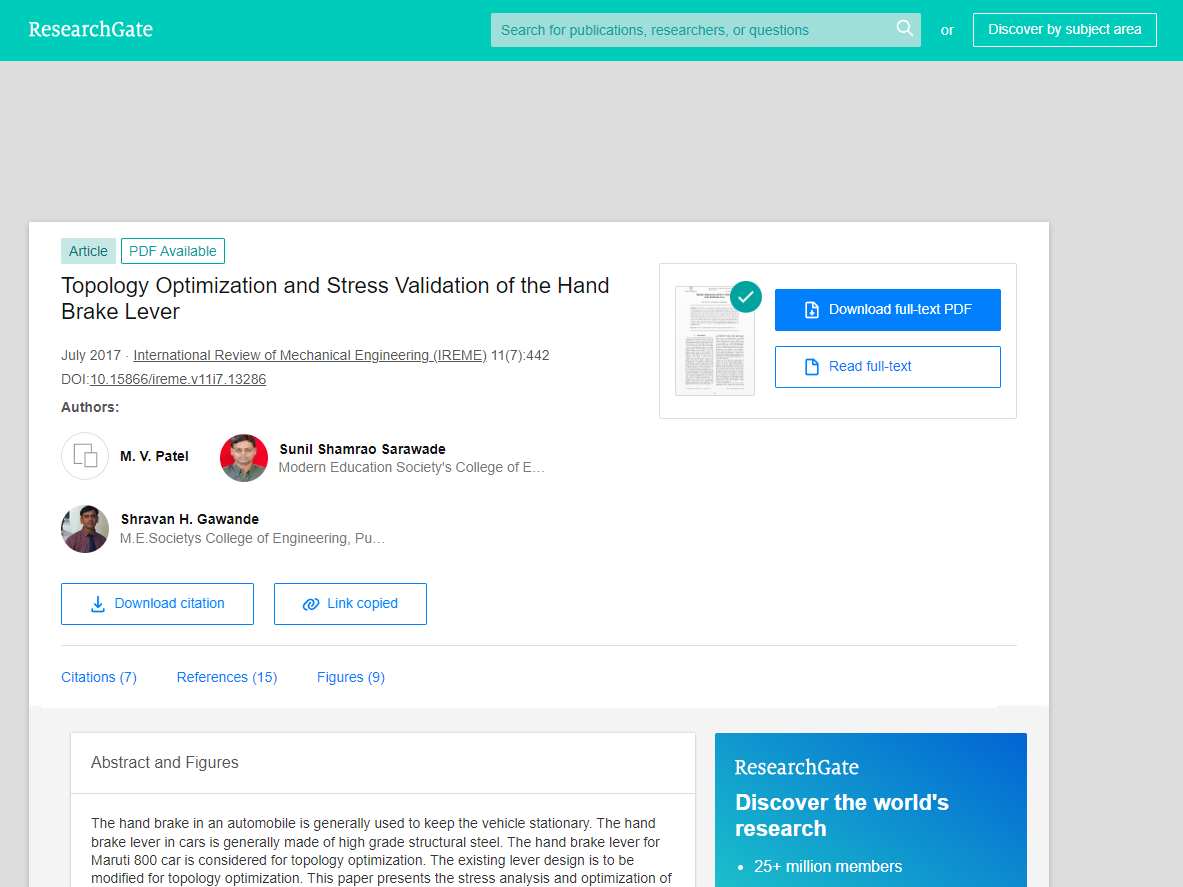 ResearchGate
Search for publications, researchers, or questions
or
Discover by subject area
Article
PDF Available
Topology Optimization and Stress Validation of the Hand
Brake Lever
July 2017 · International Review of Mechanical Engineering (IREME) 11(7):442
DOI:10.15866/ireme.v11i7.13286
Authors:
M. V. Patel
Sunil Shamrao Sarawade
Modern Education Society's College of E…
Shravan H. Gawande
M.E.Societys College of Engineering, Pu…
Download full-text PDF
Read full-text
Download citation
Link copied
Citations (7)
References (15)
Figures (9)
Abstract and Figures
The hand brake in an automobile is generally used to keep the vehicle stationary. The hand
brake lever in cars is generally made of high grade structural steel. The hand brake lever for
Maruti 800 car is considered for topology optimization. The existing lever design is to be
modified for topology optimization. This paper presents the stress analysis and optimization of
ResearchGate
Discover the world's
research
• 25+ million members